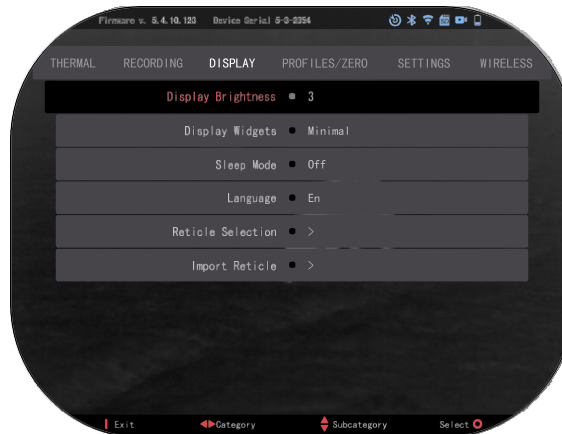 Firmware v. 5.4.10.123 Device Serial 5-3-2354
THERMAL RECORDING DISPLAY PROFILES/ZERO SETTINGS WIRELESS
Display Brightness 3
Display Widgets Minimal
Sleep Mode Off
Language En
Reticle Selection >
Import Reticle >
Exit Category Subcategory Select